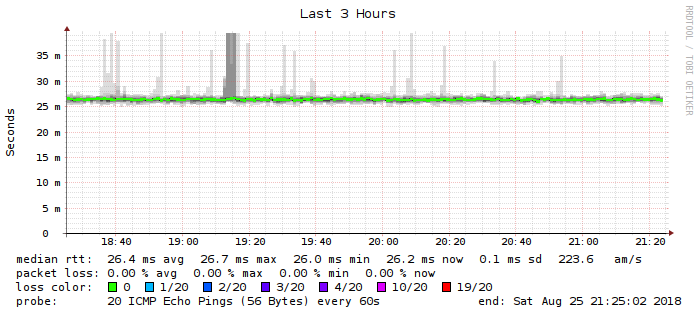 Last 3 Hours
RRDTOOL / TOBI OETIKER
Seconds
35 m
30 m
25 m
20 m
15 m
10 m
5 m
0
18:40 19:00 19:20 19:40 20:00 20:20 20:40 21:00 21:20
median rtt: 26.4 ms avg 26.7 ms max 26.0 ms min 26.2 ms now 0.1 ms sd 223.6 am/s
packet loss: 0.00 % avg 0.00 % max 0.00 % min 0.00 % now
loss color: 0 1/20 2/20 3/20 4/20 10/20 19/20
probe: 20 ICMP Echo Pings (56 Bytes) every 60s end: Sat Aug 25 21:25:02 2018